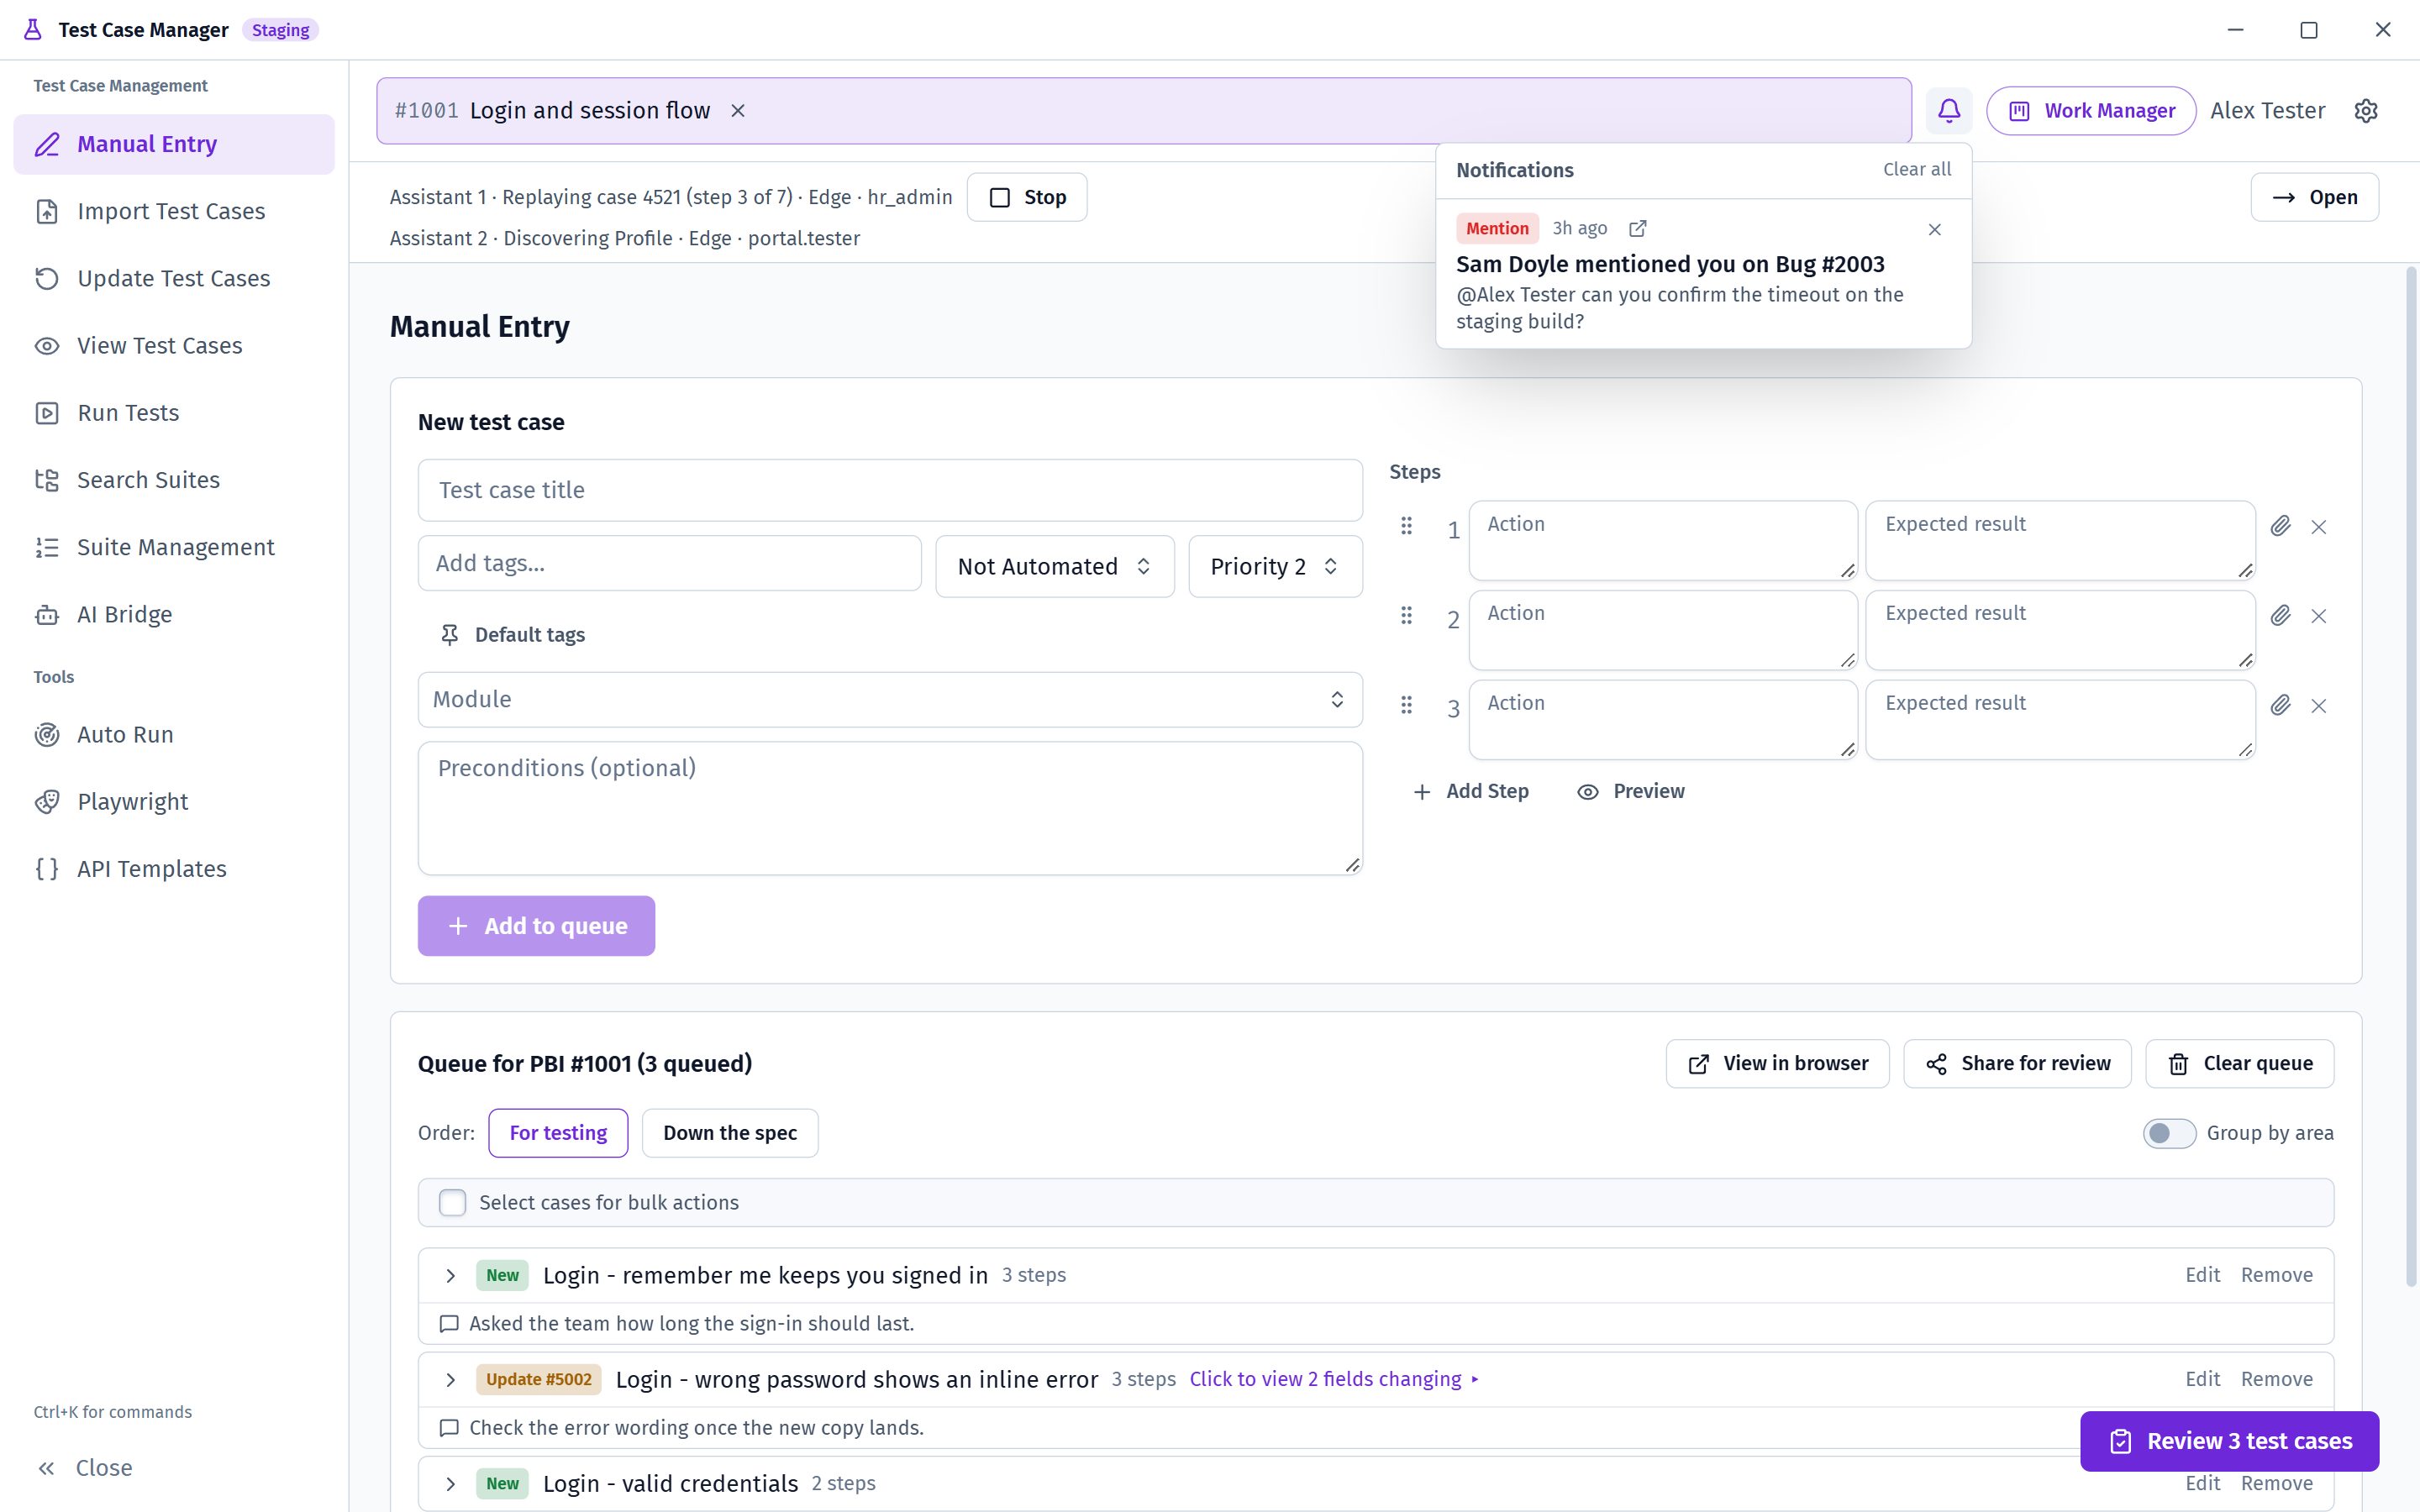 Test Case Manager Staging
Test Case Management
Manual Entry
Import Test Cases
Update Test Cases
View Test Cases
Run Tests
Search Suites
Suite Management
AI Bridge
Tools
Auto Run
Playwright
API Templates
Ctrl+K for commands
Close
#1001 Login and session flow
Work Manager
Alex Tester
Assistant 1 · Replaying case 4521 (step 3 of 7) · Edge · hr_admin
Stop
Open
Assistant 2 · Discovering Profile · Edge · portal.tester
Notifications
Clear all
Mention 3h ago
Sam Doyle mentioned you on Bug #2003
@Alex Tester can you confirm the timeout on the
staging build?
Manual Entry
New test case
Test case title
Add tags...
Not Automated
Priority 2
Default tags
Module
Preconditions (optional)
Add to queue
Steps
1 Action Expected result
2 Action Expected result
3 Action Expected result
Add Step
Preview
Queue for PBI #1001 (3 queued)
View in browser
Share for review
Clear queue
Order: For testing Down the spec
Group by area
Select cases for bulk actions
New Login - remember me keeps you signed in 3 steps Edit Remove
Asked the team how long the sign-in should last.
Update #5002 Login - wrong password shows an inline error 3 steps Click to view 2 fields changing Edit Remove
Check the error wording once the new copy lands.
Review 3 test cases
New Login - valid credentials 2 steps Edit Remove